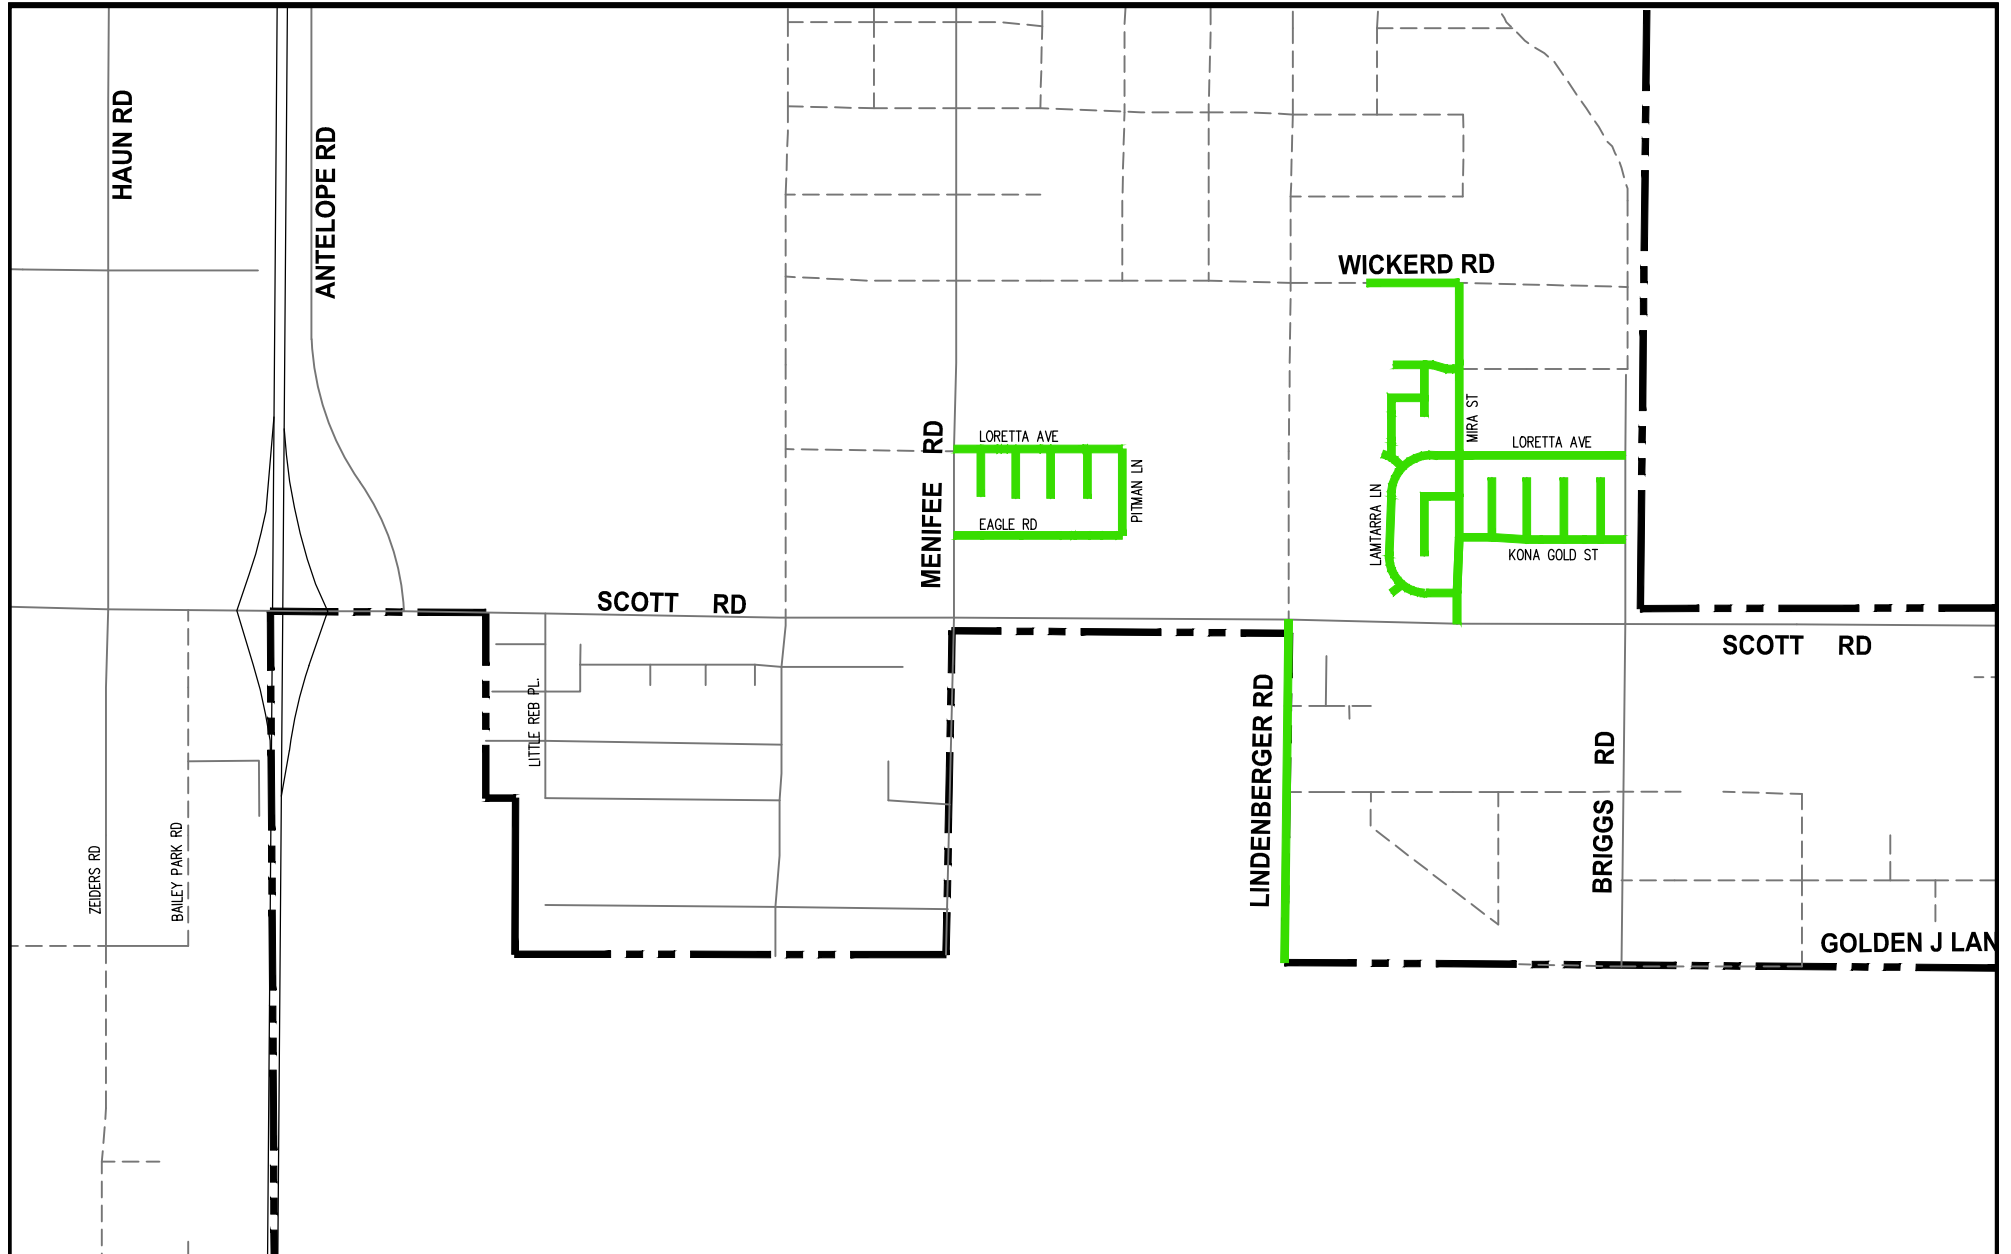 HAUN RD
ANTELOPE RD
WICKERD RD
MENIFEE RD
LORETTA AVE
PITMAN LN
EAGLE RD
MIRA ST
LORETTA AVE
LAMTARRA LN
KONA GOLD ST
SCOTT RD
SCOTT RD
LITTLE REB PL.
LINDENBERGER RD
BRIGGS RD
ZEIDERS RD
BAILEY PARK RD
GOLDEN J LAN